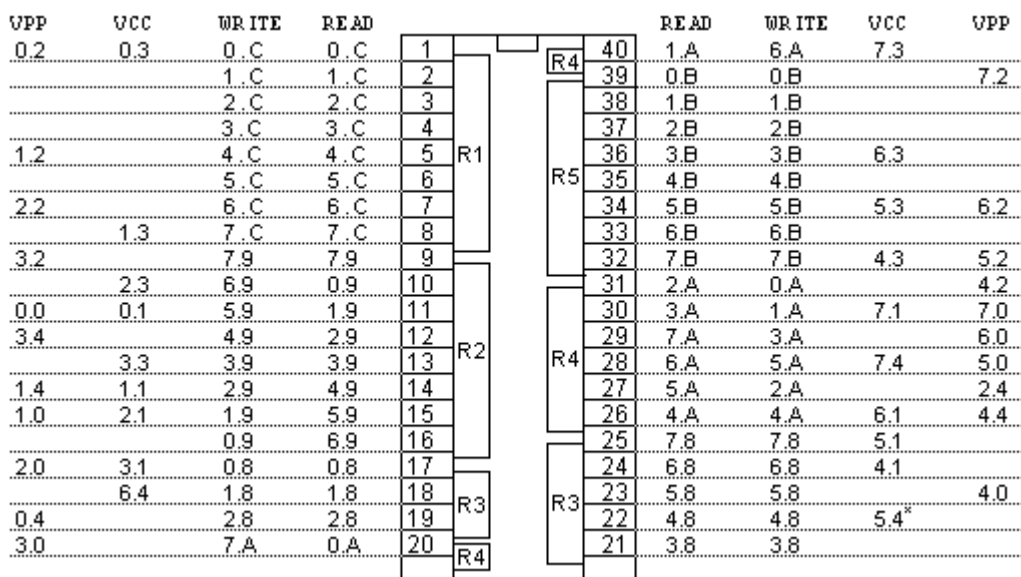 VPP VCC WRITE READ READ WRITE VCC VPP
0.2 0.3 0.C 0.C 1 R4 40 1.A 6.A 7.3
1.C 1.C 2 39 0.B 0.B 7.2
2.C 2.C 3 38 1.B 1.B
3.C 3.C 4 37 2.B 2.B
1.2 4.C 4.C 5 R1 36 3.B 3.B 6.3
5.C 5.C 6 R5 35 4.B 4.B
2.2 6.C 6.C 7 34 5.B 5.B 5.3 6.2
1.3 7.C 7.C 8 33 6.B 6.B
3.2 7.9 7.9 9 32 7.B 7.B 4.3 5.2
2.3 6.9 0.9 10 31 2.A 0.A 4.2
0.0 0.1 5.9 1.9 11 30 3.A 1.A 7.1 7.0
3.4 4.9 2.9 12 29 7.A 3.A 6.0
3.3 3.9 3.9 13 R2 R4 28 6.A 5.A 7.4 5.0
1.4 1.1 2.9 4.9 14 27 5.A 2.A 2.4
1.0 2.1 1.9 5.9 15 26 4.A 4.A 6.1 4.4
0.9 6.9 16 25 7.8 7.8 5.1
2.0 3.1 0.8 0.8 17 24 6.8 6.8 4.1
6.4 1.8 1.8 18 R3 R3 23 5.8 5.8 4.0
0.4 2.8 2.8 19 22 4.8 4.8 5.4*
3.0 7.A 0.A 20 R4 21 3.8 3.8